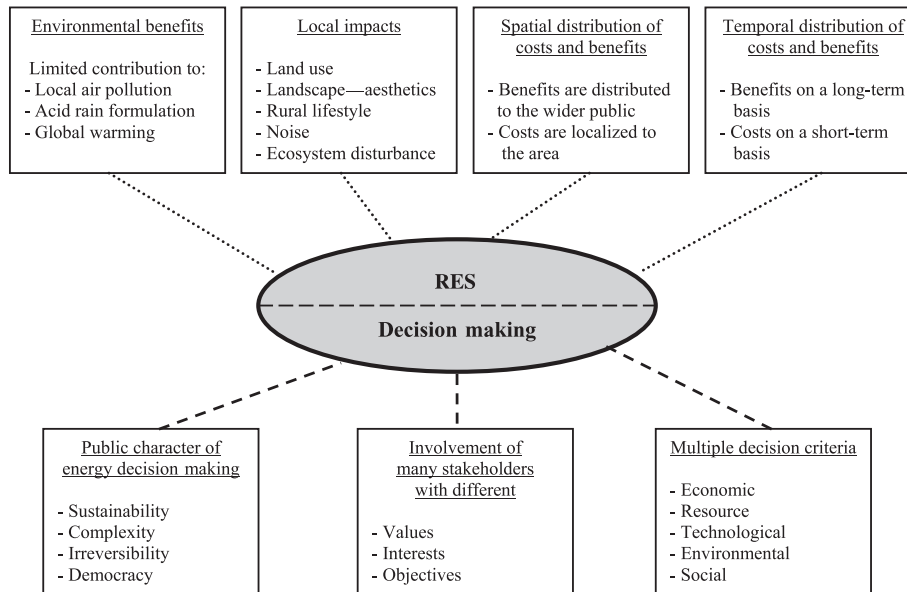 Environmental benefits
Limited contribution to:
- Local air pollution
- Acid rain formulation
- Global warming
Local impacts
- Land use
- Landscape—aesthetics
- Rural lifestyle
- Noise
- Ecosystem disturbance
Spatial distribution of
costs and benefits
- Benefits are distributed
to the wider public
- Costs are localized to
the area
Temporal distribution of
costs and benefits
- Benefits on a long-term
basis
- Costs on a short-term
basis
RES
Decision making
Public character of
energy decision making
- Sustainability
- Complexity
- Irreversibility
- Democracy
Involvement of
many stakeholders
with different
- Values
- Interests
- Objectives
Multiple decision criteria
- Economic
- Resource
- Technological
- Environmental
- Social